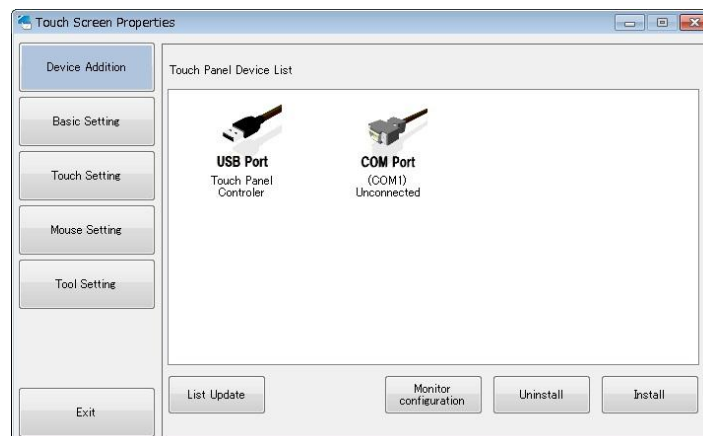 Touch Screen Properties
Device Addition
Basic Setting
Touch Setting
Mouse Setting
Tool Setting
Exit
Touch Panel Device List
USB Port
Touch Panel
Controler
COM Port
(COM1)
Unconnected
List Update
Monitor
configuration
Uninstall
Install